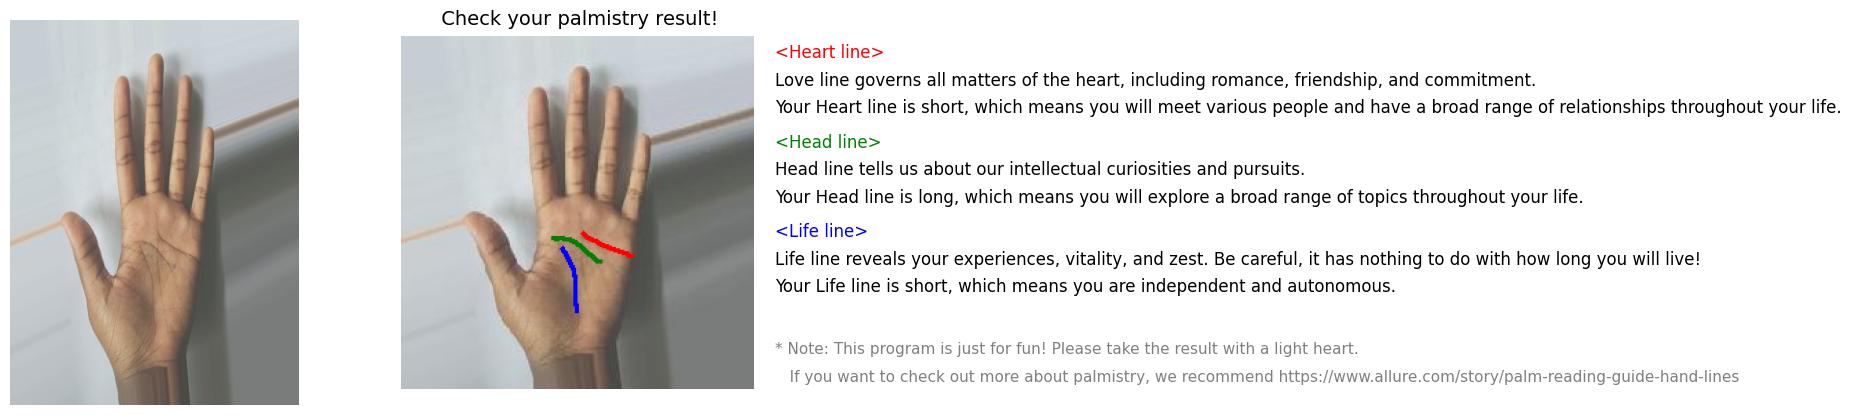 Check your palmistry result!
<Heart line>
Love line governs all matters of the heart, including romance, friendship, and commitment.
Your Heart line is short, which means you will meet various people and have a broad range of relationships throughout your life.
<Head line>
Head line tells us about our intellectual curiosities and pursuits.
Your Head line is long, which means you will explore a broad range of topics throughout your life.
<Life line>
Life line reveals your experiences, vitality, and zest. Be careful, it has nothing to do with how long you will live!
Your Life line is short, which means you are independent and autonomous.
* Note: This program is just for fun! Please take the result with a light heart.
If you want to check out more about palmistry, we recommend https://www.allure.com/story/palm-reading-guide-hand-lines